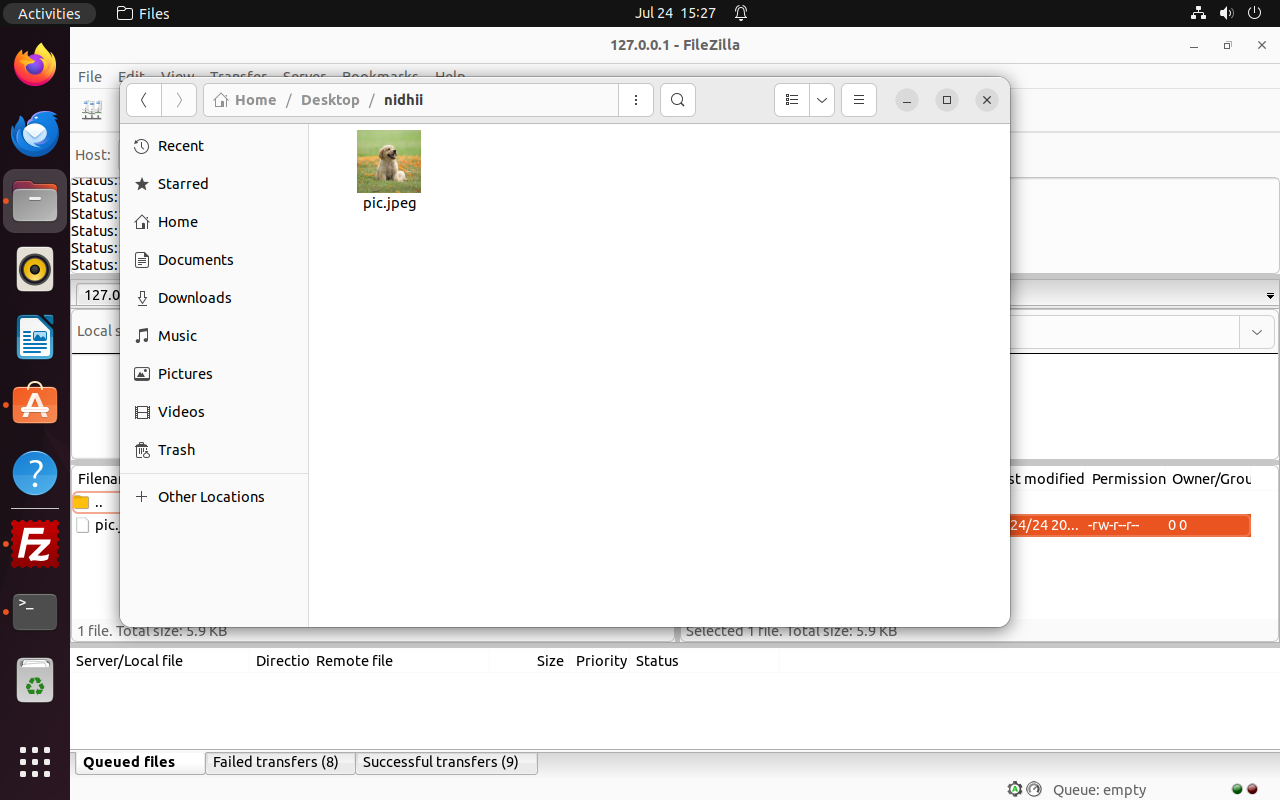 Activities Files Jul 24 15:27
127.0.0.1 - FileZilla
File Edit View Transfer Server Bookmarks Help
Home / Desktop / nidhii
Recent
Starred
Home
Documents
Downloads
Music
Pictures
Videos
Trash
Other Locations
pic.jpeg
Host:
Status:
Status:
Status:
Status:
Status:
Status:
127.0
Local s
Filenam st modified Permission Owner/Grou
..
pic. 24/24 20... -rw-r--r-- 0 0
1 file. Total size: 5.9 KB Selected 1 file. Total size: 5.9 KB
Server/Local file Directio Remote file Size Priority Status
Queued files Failed transfers (8) Successful transfers (9)
Queue: empty